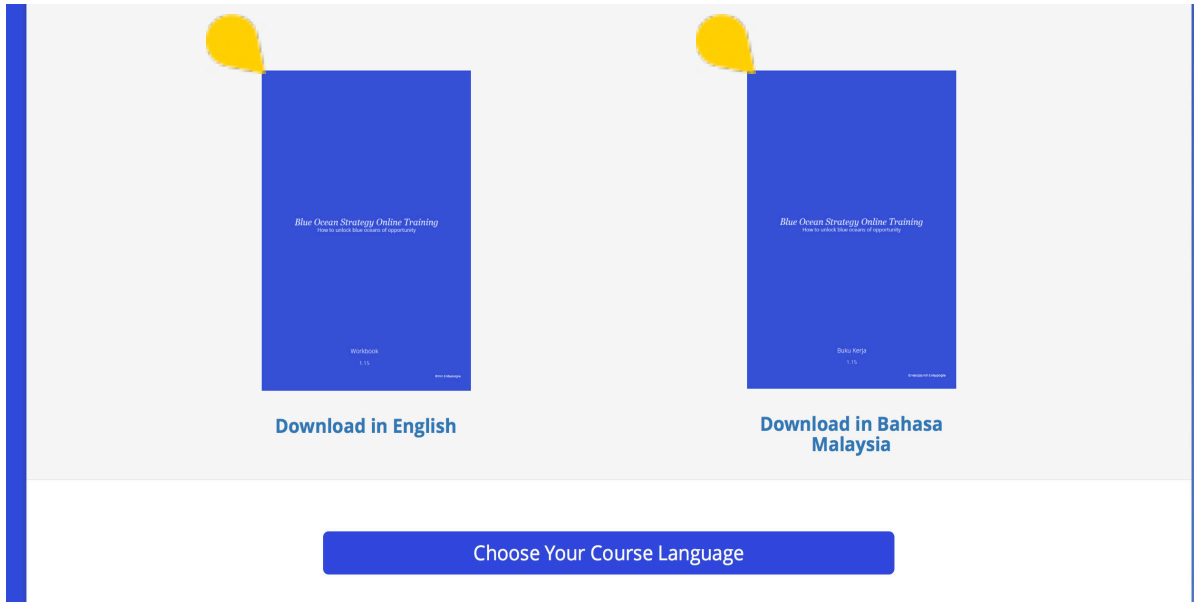 Blue Ocean Strategy Online Training
How to unlock blue oceans of opportunity
Workbook
1.15
Download in English
Blue Ocean Strategy Online Training
How to unlock blue oceans of opportunity
Buku Kerja
1.15
Download in Bahasa
Malaysia
Choose Your Course Language